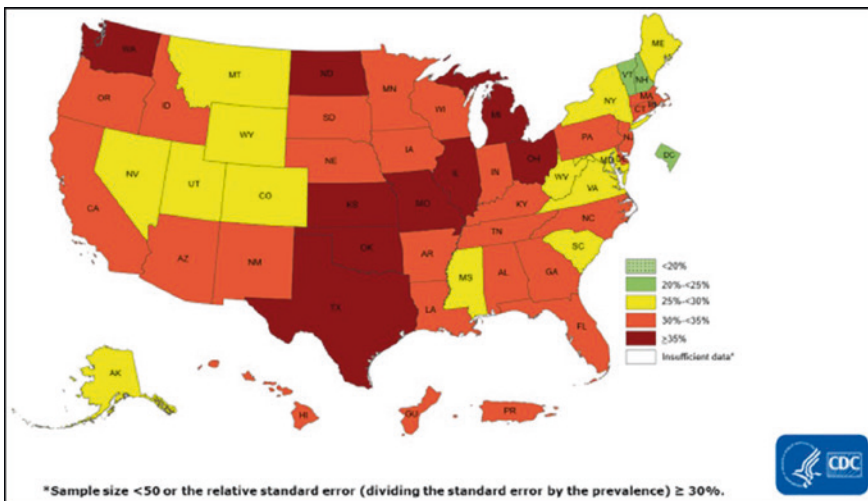 WA
MT
ND
MN
ME
VT
NH
OR
ID
SD
WI
MI
NY
MA
CT
WY
NE
IA
PA
NJ
NV
UT
CO
IL
IN
OH
MD
DC
WV
VA
CA
KS
MO
KY
NC
TN
AZ
NM
OK
AR
SC
MS
AL
GA
TX
LA
FL
<20%
20%-<25%
25%-<30%
30%-<35%
≥35%
Insufficient data*
AK
HI
GU
PR
CDC
*Sample size <50 or the relative standard error (dividing the standard error by the prevalence) ≥ 30%.